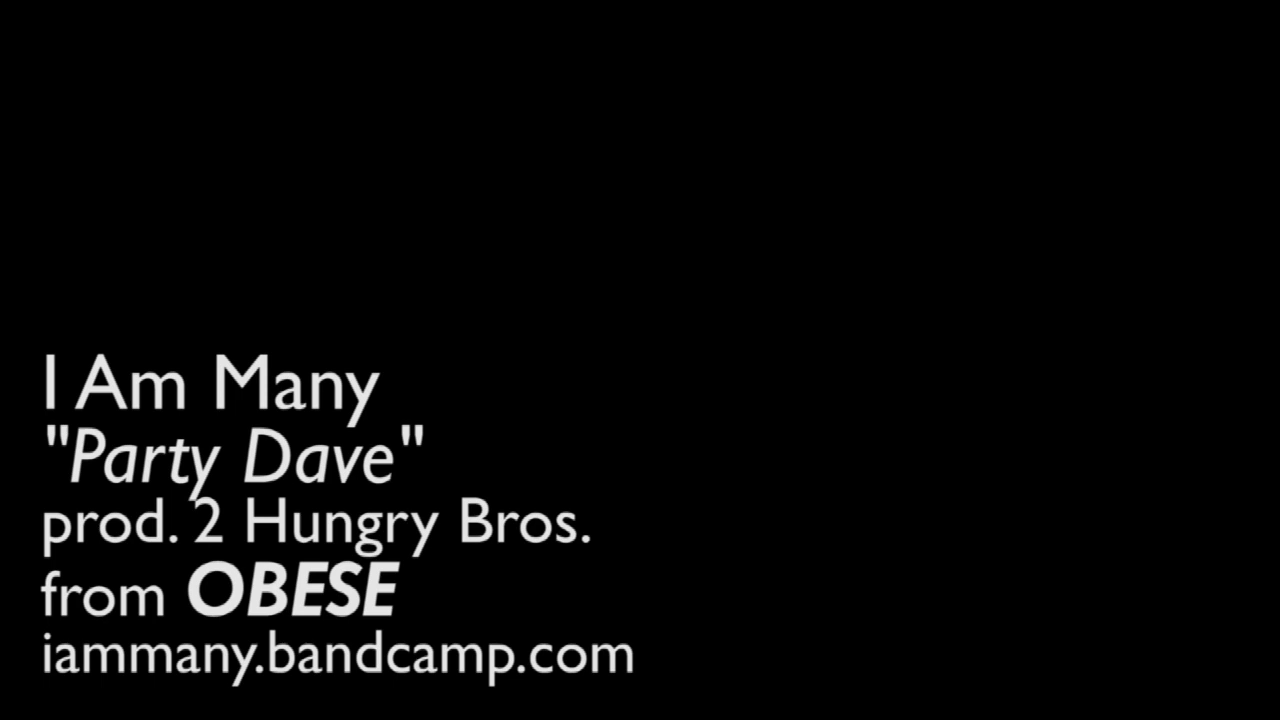 I Am Many
"Party Dave"
prod. 2 Hungry Bros.
from OBESE
iammany.bandcamp.com